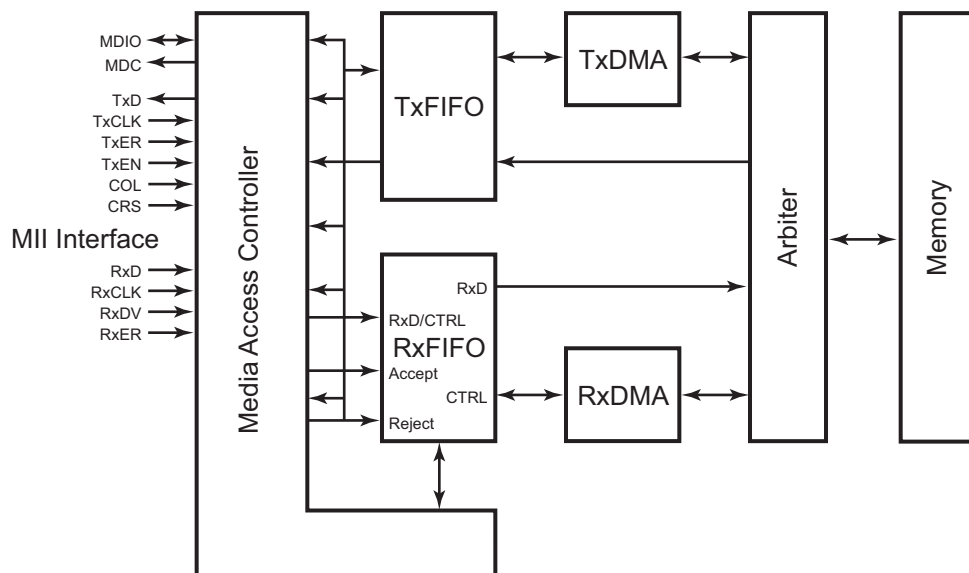 MDIO
MDC
TxD
TxCLK
TxER
TxEN
COL
CRS
MII Interface
RxD
RxCLK
RxDV
RxER
Media Access Controller
TxFIFO
TxDMA
RxD
RxD/CTRL
RxFIFO
Accept
CTRL
Reject
RxDMA
Arbiter
Memory